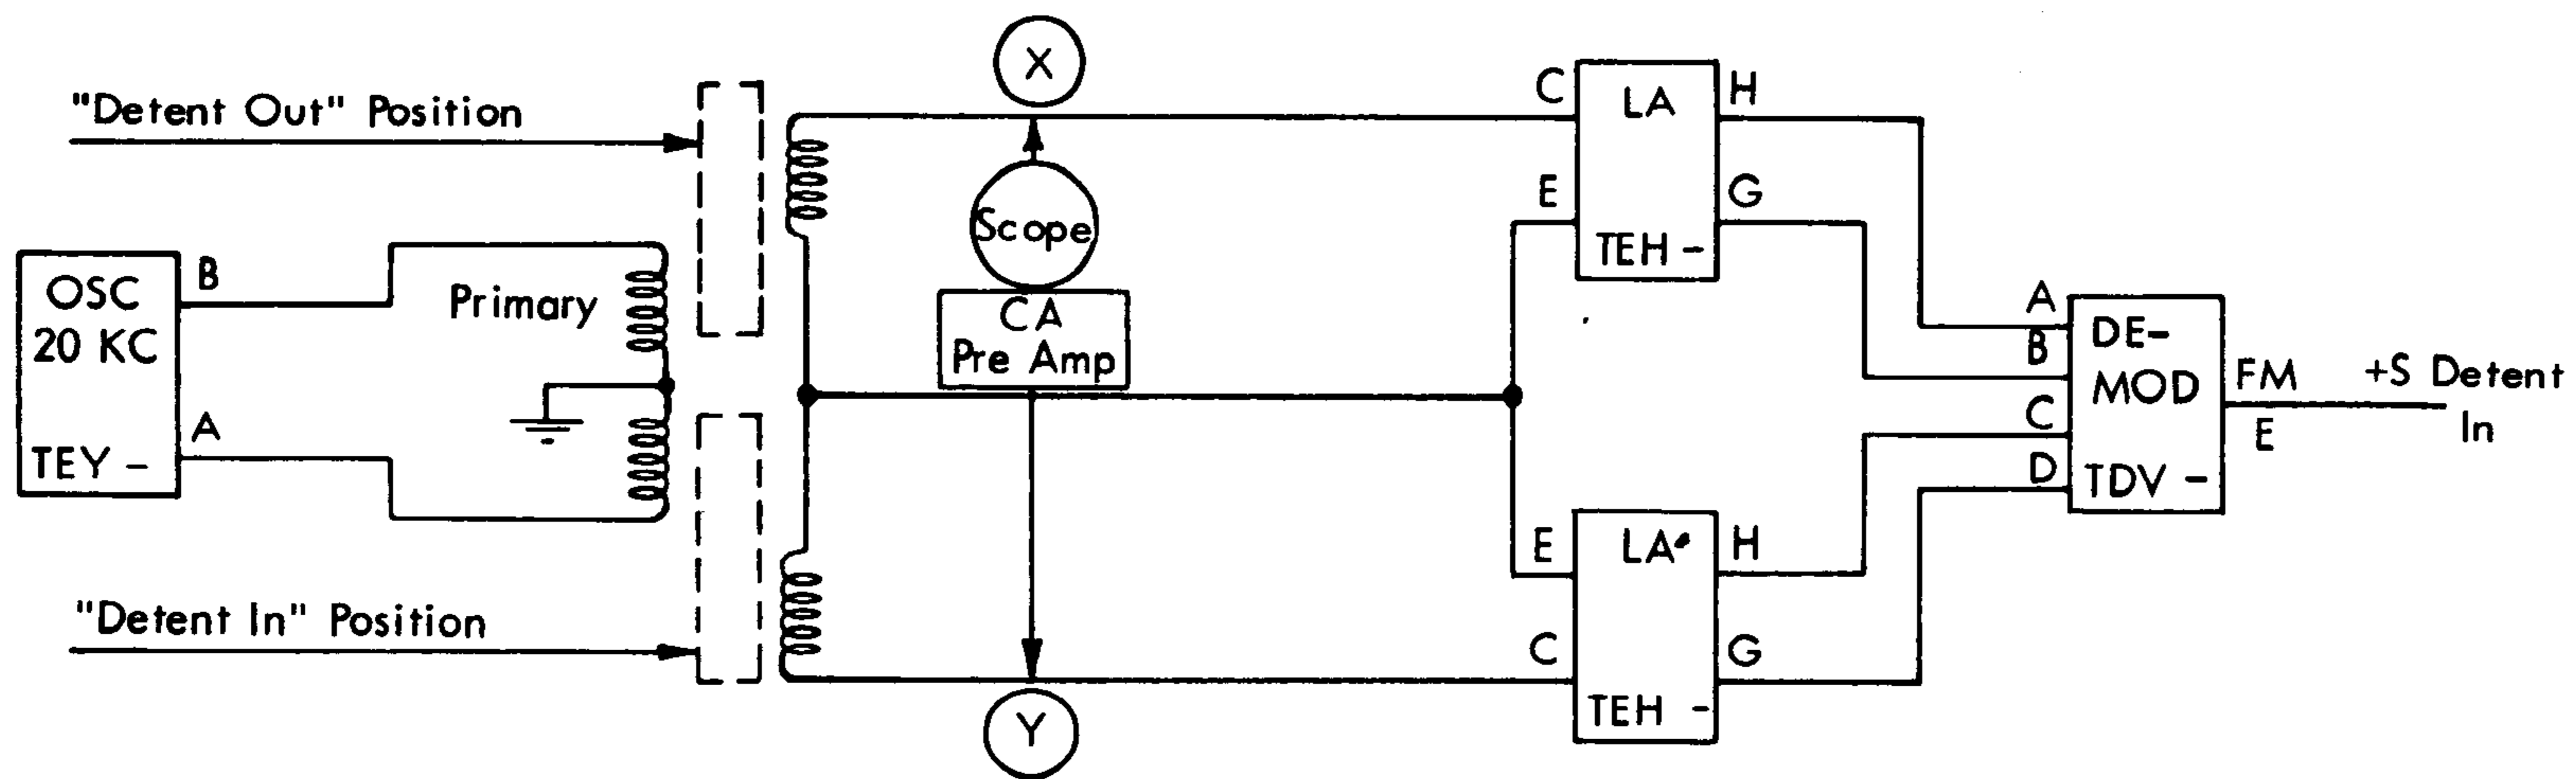 "Detent Out" Position
X
Scope
CA
Pre Amp
Y
OSC
20 KC
TEY -
B
A
Primary
"Detent In" Position
C
E
LA
TEH -
H
G
E
C
LA
TEH -
H
G
A
B
C
D
DE-
MOD
TDV -
FM
E
+S Detent
In